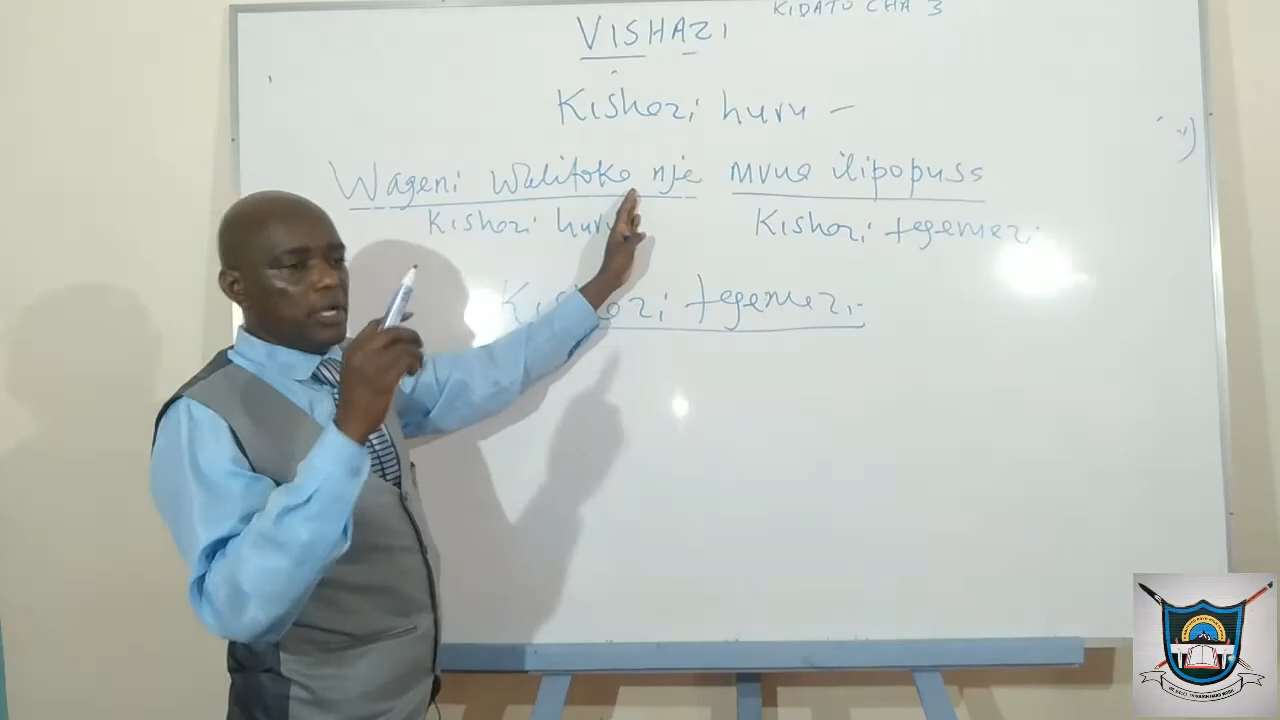 KIDATO CHA 3
VISHAZI
Kishazi huru –
Wageni walitoka nje mvua ilipopusa
Kishazi huru Kishazi tegemezi
Kishazi tegemezi-